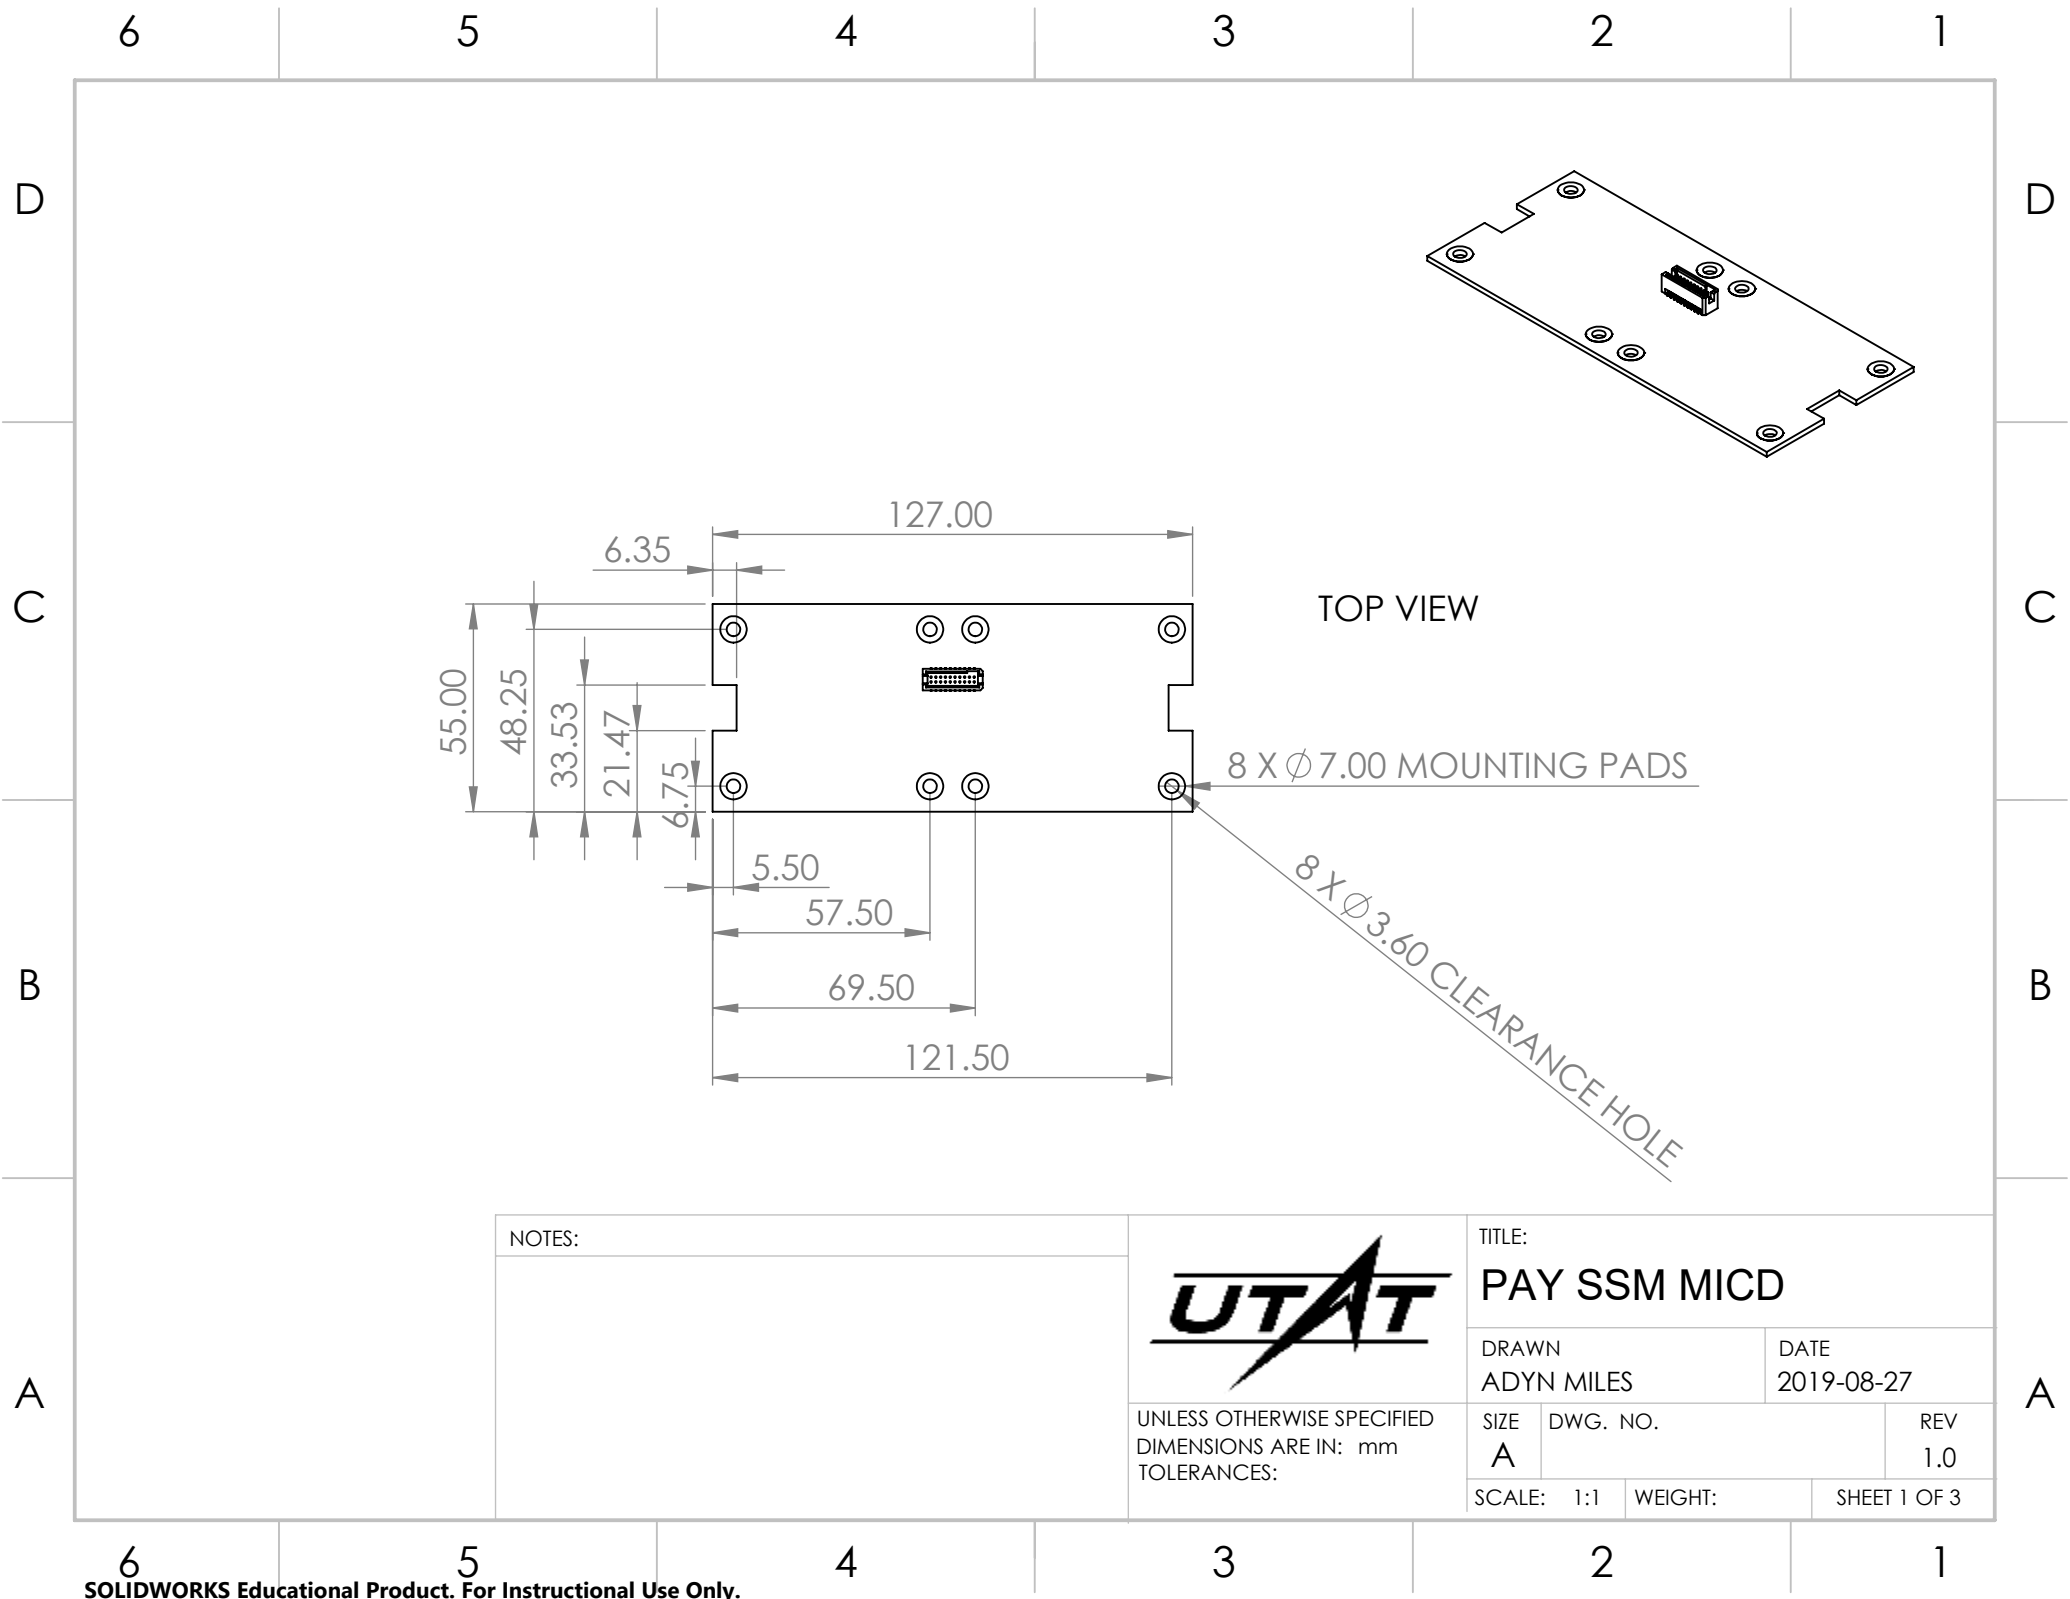 6 5 4 3 2 1
D D
127.00
6.35
C TOP VIEW C
55.00
48.25
33.53
21.47
6.75
8 X ∅ 7.00 MOUNTING PADS
5.50
57.50
8 X ∅ 3.60 CLEARANCE HOLE
69.50
B B
121.50
NOTES:
UTAT
TITLE:
PAY SSM MICD
DRAWN
ADYN MILES
DATE
2019-08-27
A A
UNLESS OTHERWISE SPECIFIED
DIMENSIONS ARE IN: mm
TOLERANCES:
SIZE
A
DWG. NO.
REV
1.0
SCALE: 1:1 WEIGHT: SHEET 1 OF 3
6 5 4 3 2 1
SOLIDWORKS Educational Product. For Instructional Use Only.